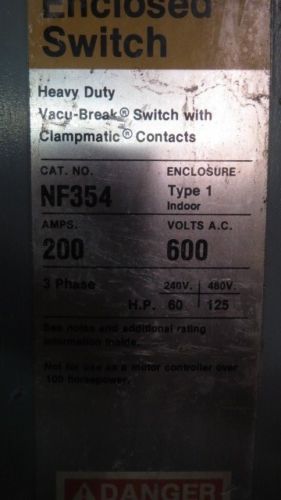 Enclosed
Switch
Heavy Duty
Vacu-Break® Switch with
Clampmatic® Contacts
CAT. NO. ENCLOSURE
NF354 Type 1
Indoor
AMPS. VOLTS A.C.
200 600
3 Phase 240V. 480V.
H.P. 60 125
See notes and additional rating
information inside.
Not for use as a motor controller over
100 horsepower.
⚠DANGER